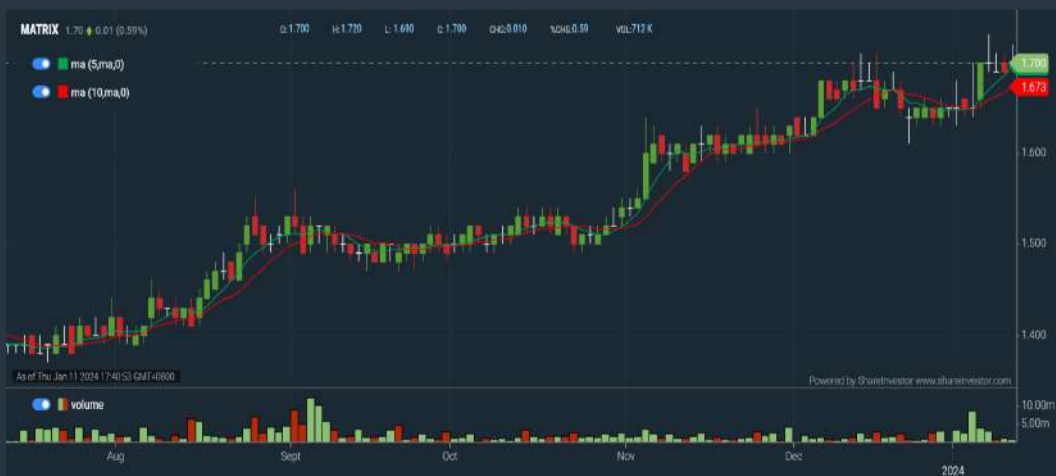 MATRIX 1.70 0.01 (0.59%) O:1.700 H:1.720 L:1.690 C:1.700 CHG:0.010 %CHG:0.59 VOL:712 K
ma (5,ma,0)
ma (10,ma,0)
1.700
1.673
1.600
1.500
1.400
As of Thu Jan 11 2024 17:40:53 GMT+0800
Powered by ShareInvestor www.shareinvestor.com
volume
10.00m
5.00m
Aug Sept Oct Nov Dec 2024